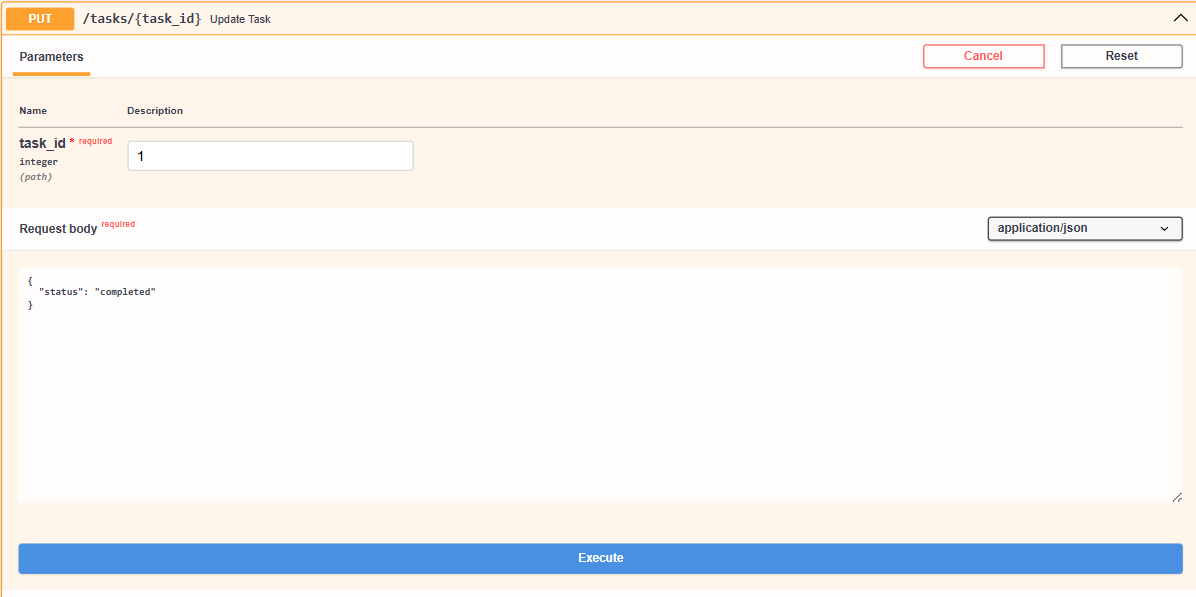 PUT /tasks/{task_id} Update Task
Parameters
Cancel
Reset
Name Description
task_id * required
integer
(path)
1
Request body required
application/json
{
  "status": "completed"
}
Execute